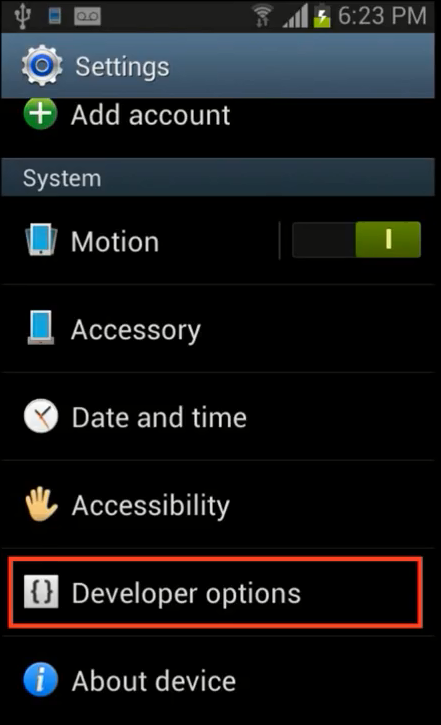 6:23 PM
Settings
Add account
System
Motion
Accessory
Date and time
Accessibility
{} Developer options
About device